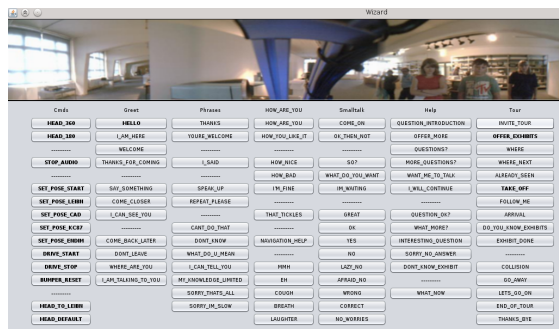 Wizard
Cmds
HEAD_360
HEAD_180
---------
STOP_AUDIO
SET_POSE_START
SET_POSE_LEIBN
SET_POSE_CAD
SET_POSE_KC87
SET_POSE_ENDIM
DRIVE_START
DRIVE_STOP
BUMPER_RESET
---------
HEAD_TO_LEIBN
HEAD_DEFAULT
Greet
HELLO
I_AM_HERE
WELCOME
THANKS_FOR_COMING
---------
SAY_SOMETHING
COME_CLOSER
I_CAN_SEE_YOU
---------
COME_BACK_LATER
DONT_LEAVE
WHERE_ARE_YOU
I_AM_TALKING_TO_YOU
Phrases
THANKS
YOURE_WELCOME
---------
I_SAID
---------
SPEAK_UP
REPEAT_PLEASE
---------
CANT_DO_THAT
DONT_KNOW
WHAT_DO_U_MEAN
I_CAN_TELL_YOU
MY_KNOWLEDGE_LIMITED
SORRY_THATS_ALL
SORRY_IM_SLOW
HOW_ARE_YOU
HOW_ARE_YOU
HOW_YOU_LIKE_IT
---------
HOW_NICE
HOW_BAD
I'M_FINE
---------
THAT_TICKLES
---------
NAVIGATION_HELP
---------
MMH
EH
COUGH
BREATH
LAUGHTER
Smalltalk
COME_ON
OK_THEN_NOT
---------
SO?
WHAT_DO_YOU_WANT
IM_WAITING
---------
GREAT
OK
YES
NO
LAZY_NO
AFRAID_NO
WRONG
CORRECT
NO_WORRIES
Help
QUESTION_INTRODUCTION
OFFER_MORE
QUESTIONS?
MORE_QUESTIONS?
WANT_ME_TO_TALK
I_WILL_CONTINUE
---------
QUESTION_OK?
WHAT_MORE?
INTERESTING_QUESTION
SORRY_NO_ANSWER
DONT_KNOW_EXHIBIT
---------
WHAT_NOW
Tour
INVITE_TOUR
OFFER_EXHIBITS
WHERE
WHERE_NEXT
ALREADY_SEEN
TAKE_OFF
FOLLOW_ME
ARRIVAL
DO_YOU_KNOW_EXHIBITS
EXHIBIT_DONE
---------
COLLISION
GO_AWAY
LETS_GO_ON
END_OF_TOUR
THANKS_BYE